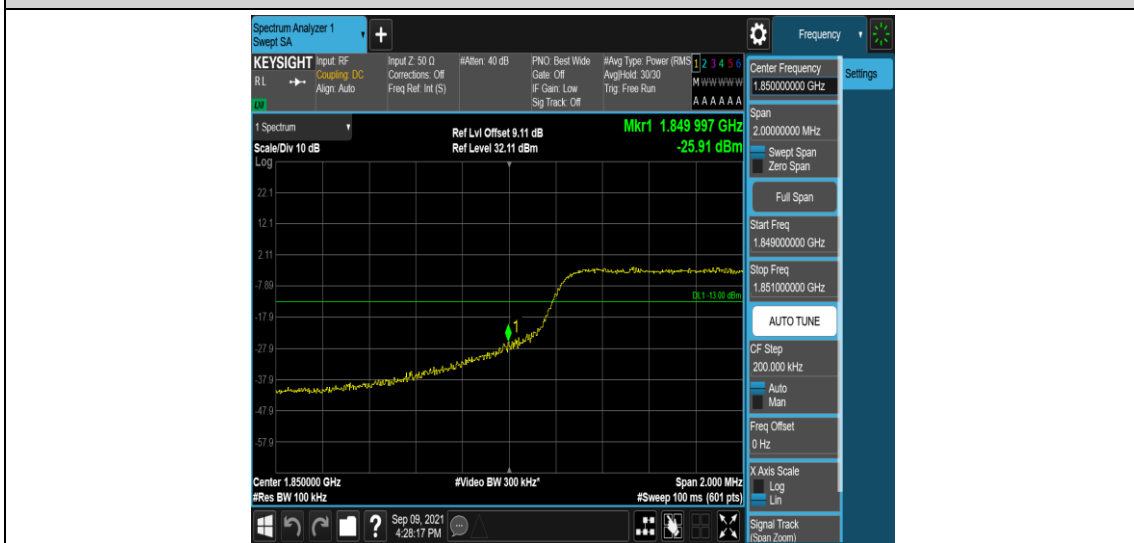 Spectrum Analyzer 1
Swept SA
+
Frequency
KEYSIGHT
RL
LXI
Input: RF
Coupling: DC
Align: Auto
Input Z: 50 Ω
Corrections: Off
Freq Ref: Int (S)
#Atten: 40 dB
PNO: Best Wide
Gate: Off
IF Gain: Low
Sig Track: Off
#Avg Type: Power (RMS
Avg|Hold: 30/30
Trig: Free Run
1 2 3 4 5 6
M W W W W W
A A A A A A
Center Frequency
1.850000000 GHz
Settings
1 Spectrum
Scale/Div 10 dB
Ref Lvl Offset 9.11 dB
Ref Level 32.11 dBm
Mkr1 1.849 997 GHz
-25.91 dBm
Log
22.1
12.1
2.11
-7.89
-17.9
-27.9
-37.9
-47.9
-57.9
DL1 -13.00 dBm
1
Center 1.850000 GHz
#Res BW 100 kHz
#Video BW 300 kHz*
Span 2.000 MHz
#Sweep 100 ms (601 pts)
Span
2.00000000 MHz
Swept Span
Zero Span
Full Span
Start Freq
1.849000000 GHz
Stop Freq
1.851000000 GHz
AUTO TUNE
CF Step
200.000 kHz
Auto
Man
Freq Offset
0 Hz
X Axis Scale
Log
Lin
Signal Track
(Span Zoom)
?
Sep 09, 2021
4:28:17 PM